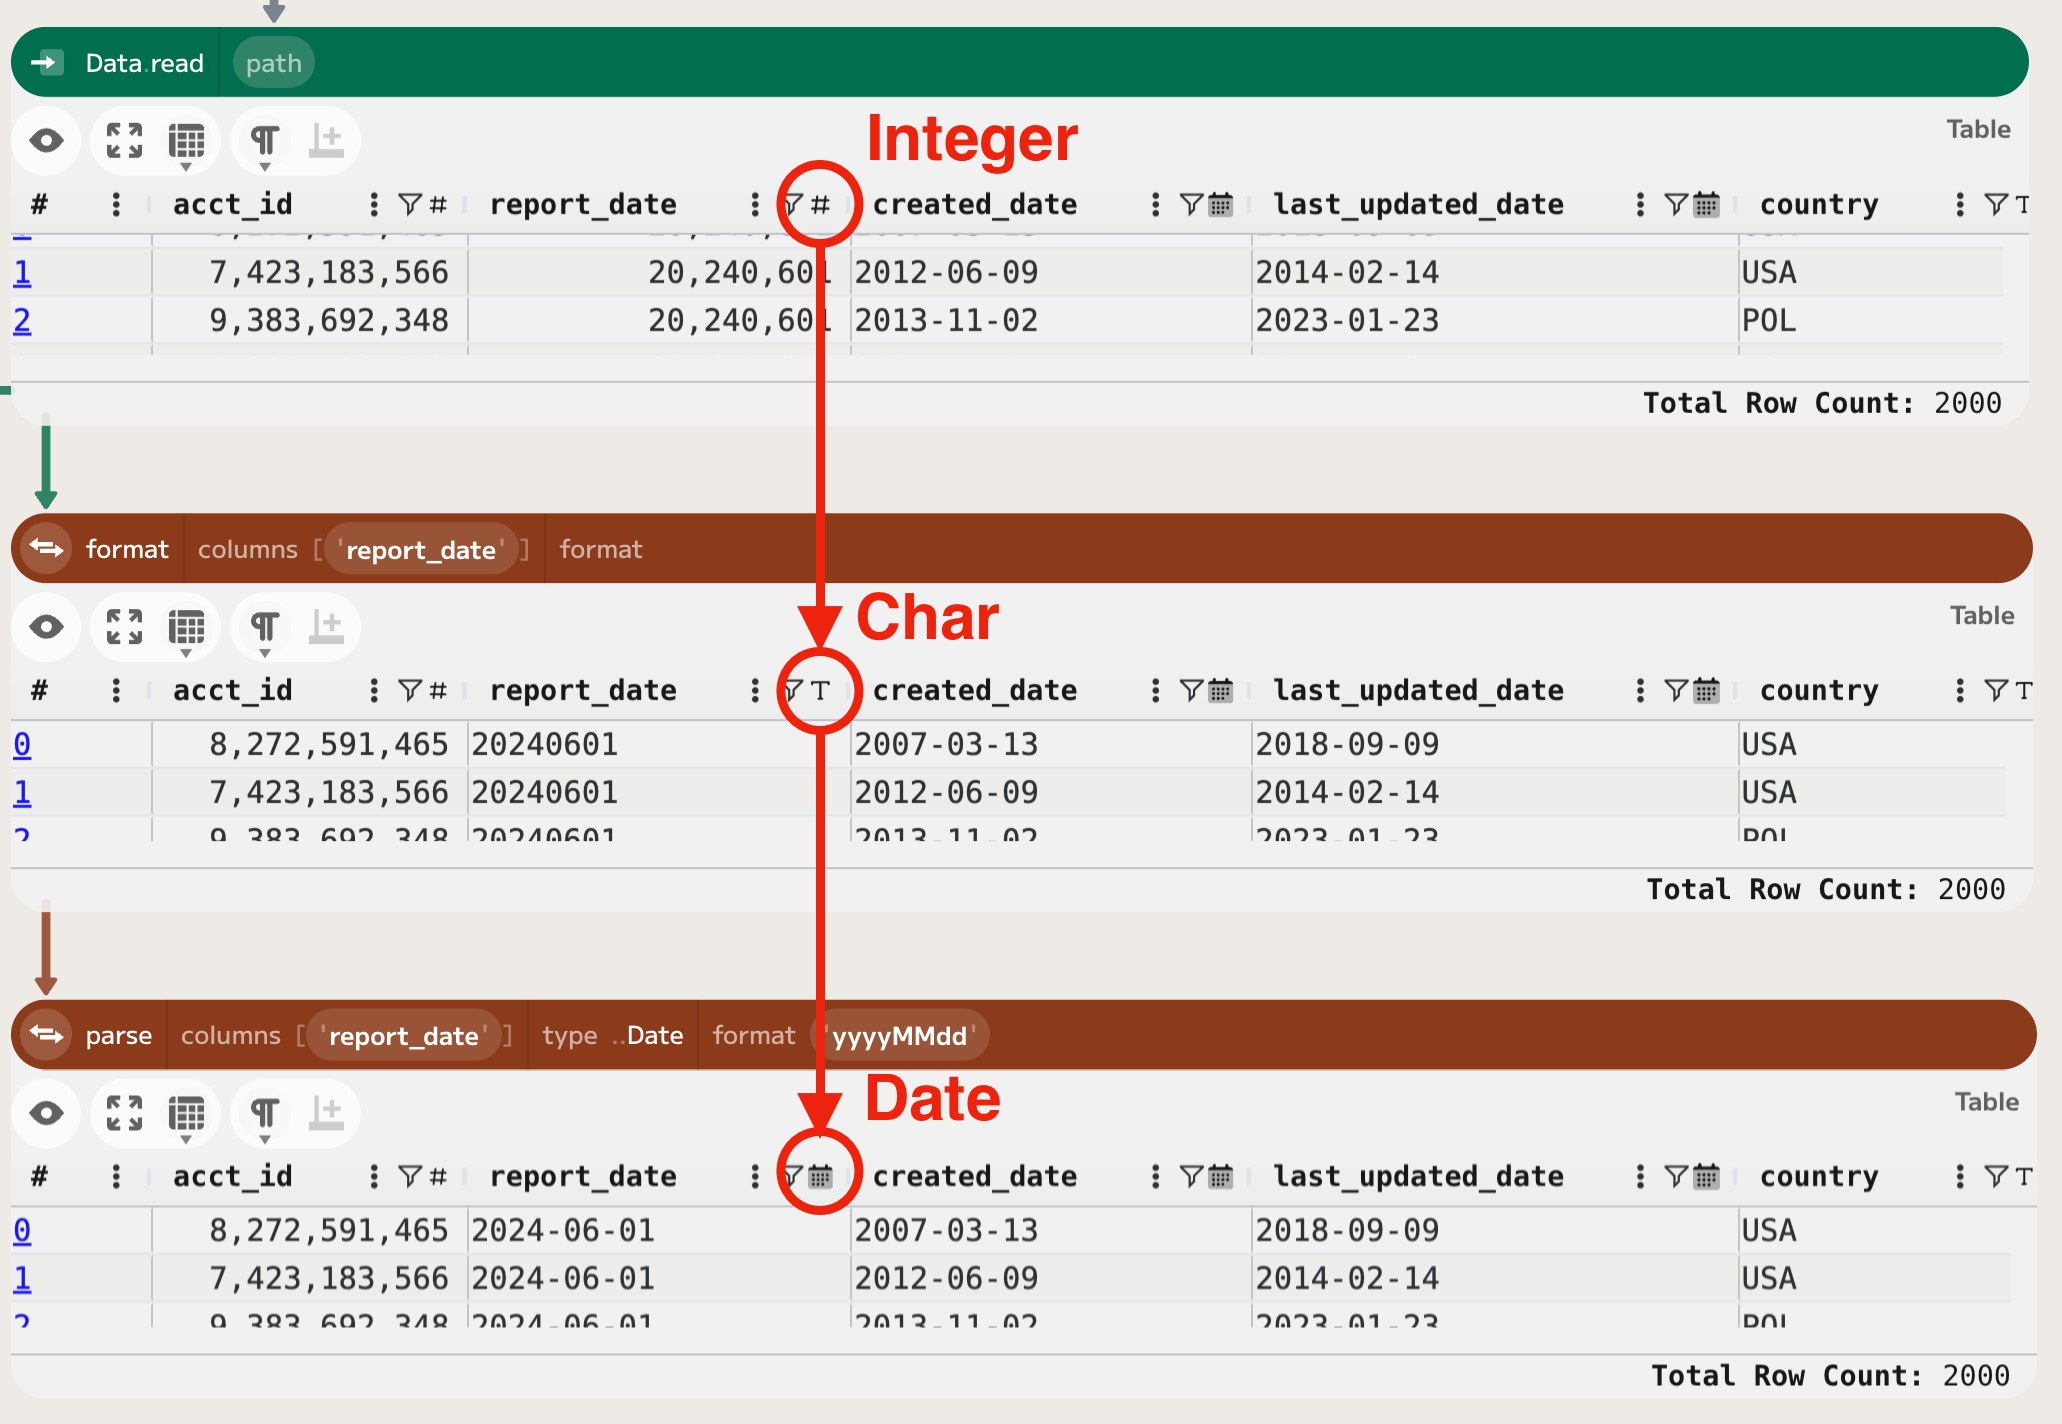 Data.read path
Integer
Table
# acct_id # report_date # created_date last_updated_date country T
1 7,423,183,566 20,240,601 2012-06-09 2014-02-14 USA
2 9,383,692,348 20,240,601 2013-11-02 2023-01-23 POL
Total Row Count: 2000
format columns ['report_date'] format
Char
Table
# acct_id # report_date T created_date last_updated_date country T
0 8,272,591,465 20240601 2007-03-13 2018-09-09 USA
1 7,423,183,566 20240601 2012-06-09 2014-02-14 USA
2 9,383,692,348 20240601 2013-11-02 2023-01-23 POL
Total Row Count: 2000
parse columns ['report_date'] type ..Date format 'yyyyMMdd'
Date
Table
# acct_id # report_date created_date last_updated_date country T
0 8,272,591,465 2024-06-01 2007-03-13 2018-09-09 USA
1 7,423,183,566 2024-06-01 2012-06-09 2014-02-14 USA
2 9,383,692,348 2024-06-01 2013-11-02 2023-01-23 POL
Total Row Count: 2000